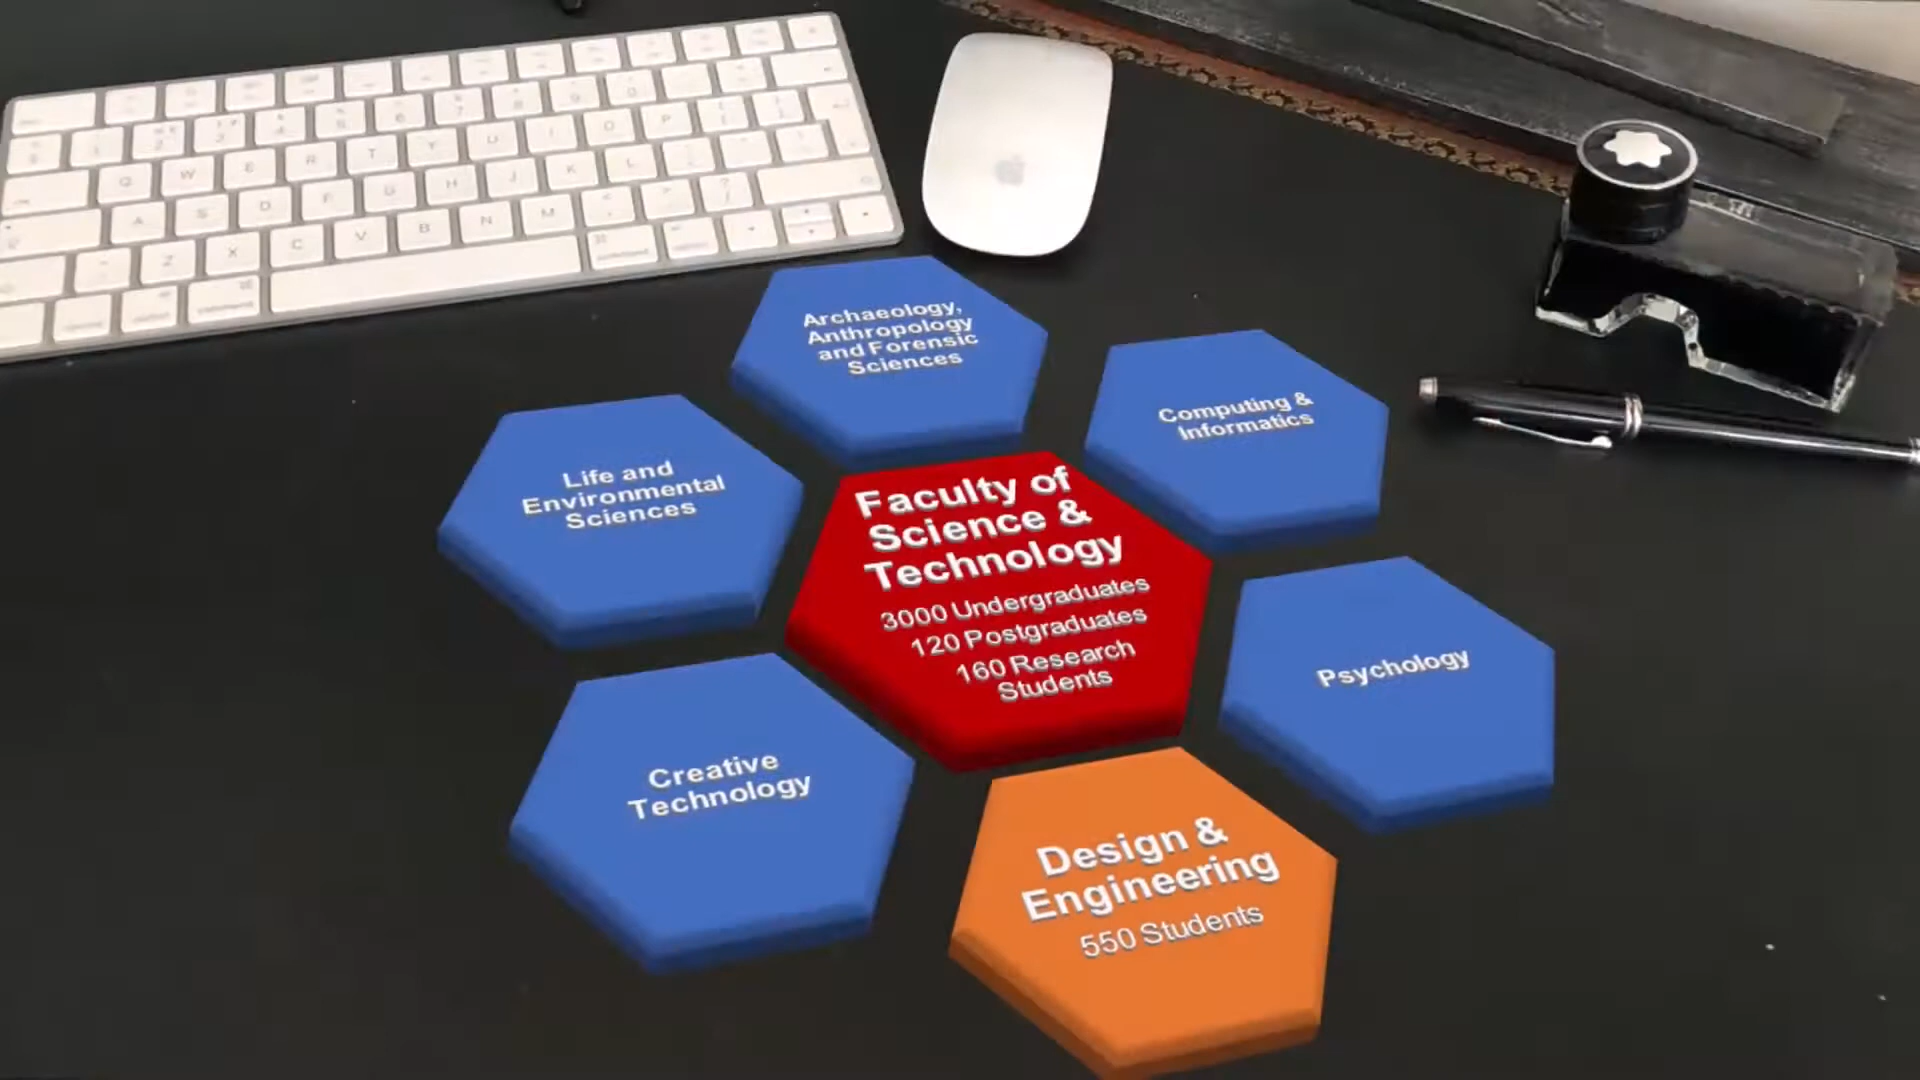 Archaeology,
Anthropology
and Forensic
Sciences
Computing &
Informatics
Life and
Environmental
Sciences
Faculty of
Science &
Technology
3000 Undergraduates
120 Postgraduates
160 Research
Students
Psychology
Creative
Technology
Design &
Engineering
550 Students
Q W E R T Y U I O P
A S D F G H J K L
Z X C V B N M